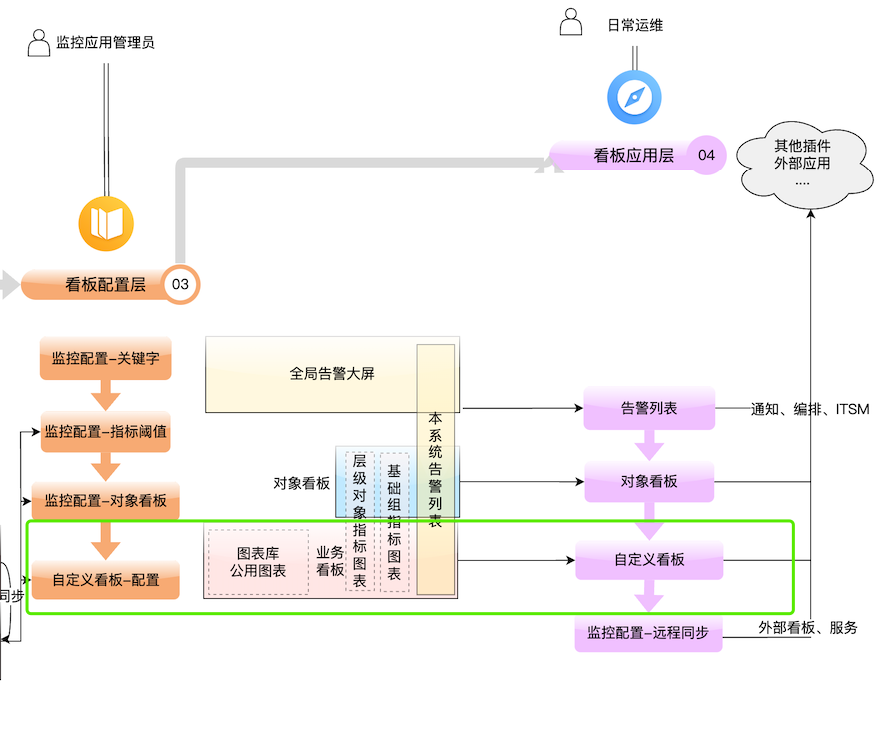 监控应用管理员
日常运维
看板应用层
04
其他插件
外部应用
....
看板配置层
03
监控配置-关键字
监控配置-指标阈值
监控配置-对象看板
自定义看板-配置
同步
全局告警大屏
本系统告警列表
对象看板
层级对象指标图表
基础组指标图表
图表库
公用图表
业务
看板
告警列表
通知、编排、ITSM
对象看板
自定义看板
监控配置-远程同步
外部看板、服务